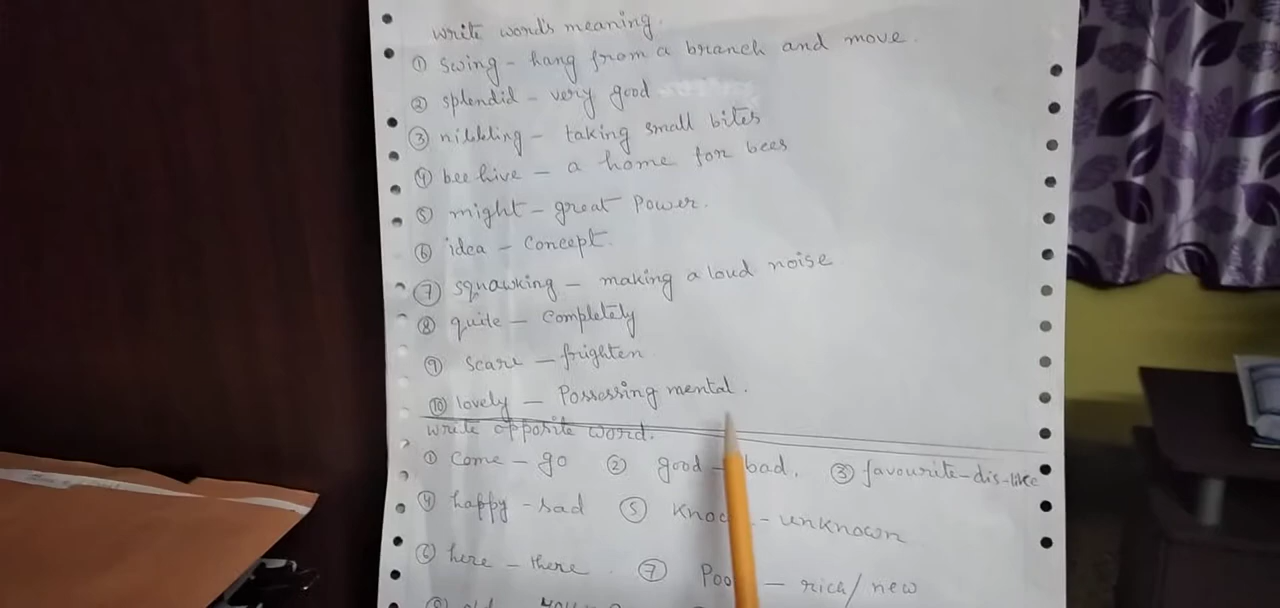 write words meaning.
① swing - hang from a branch and move.
② splendid - very good
③ nibbling - taking small bites
④ bee hive - a home for bees
⑤ might - great Power.
⑥ idea - Concept.
⑦ squawking - making a loud noise
⑧ quite - Completely
⑨ scare - frighten
⑩ lovely - Possessing mental.
write opposite word.
① Come - go ② good - bad. ③ favourite - dis-like
④ happy - sad ⑤ - unknown
⑥ here - there ⑦ - rich/new